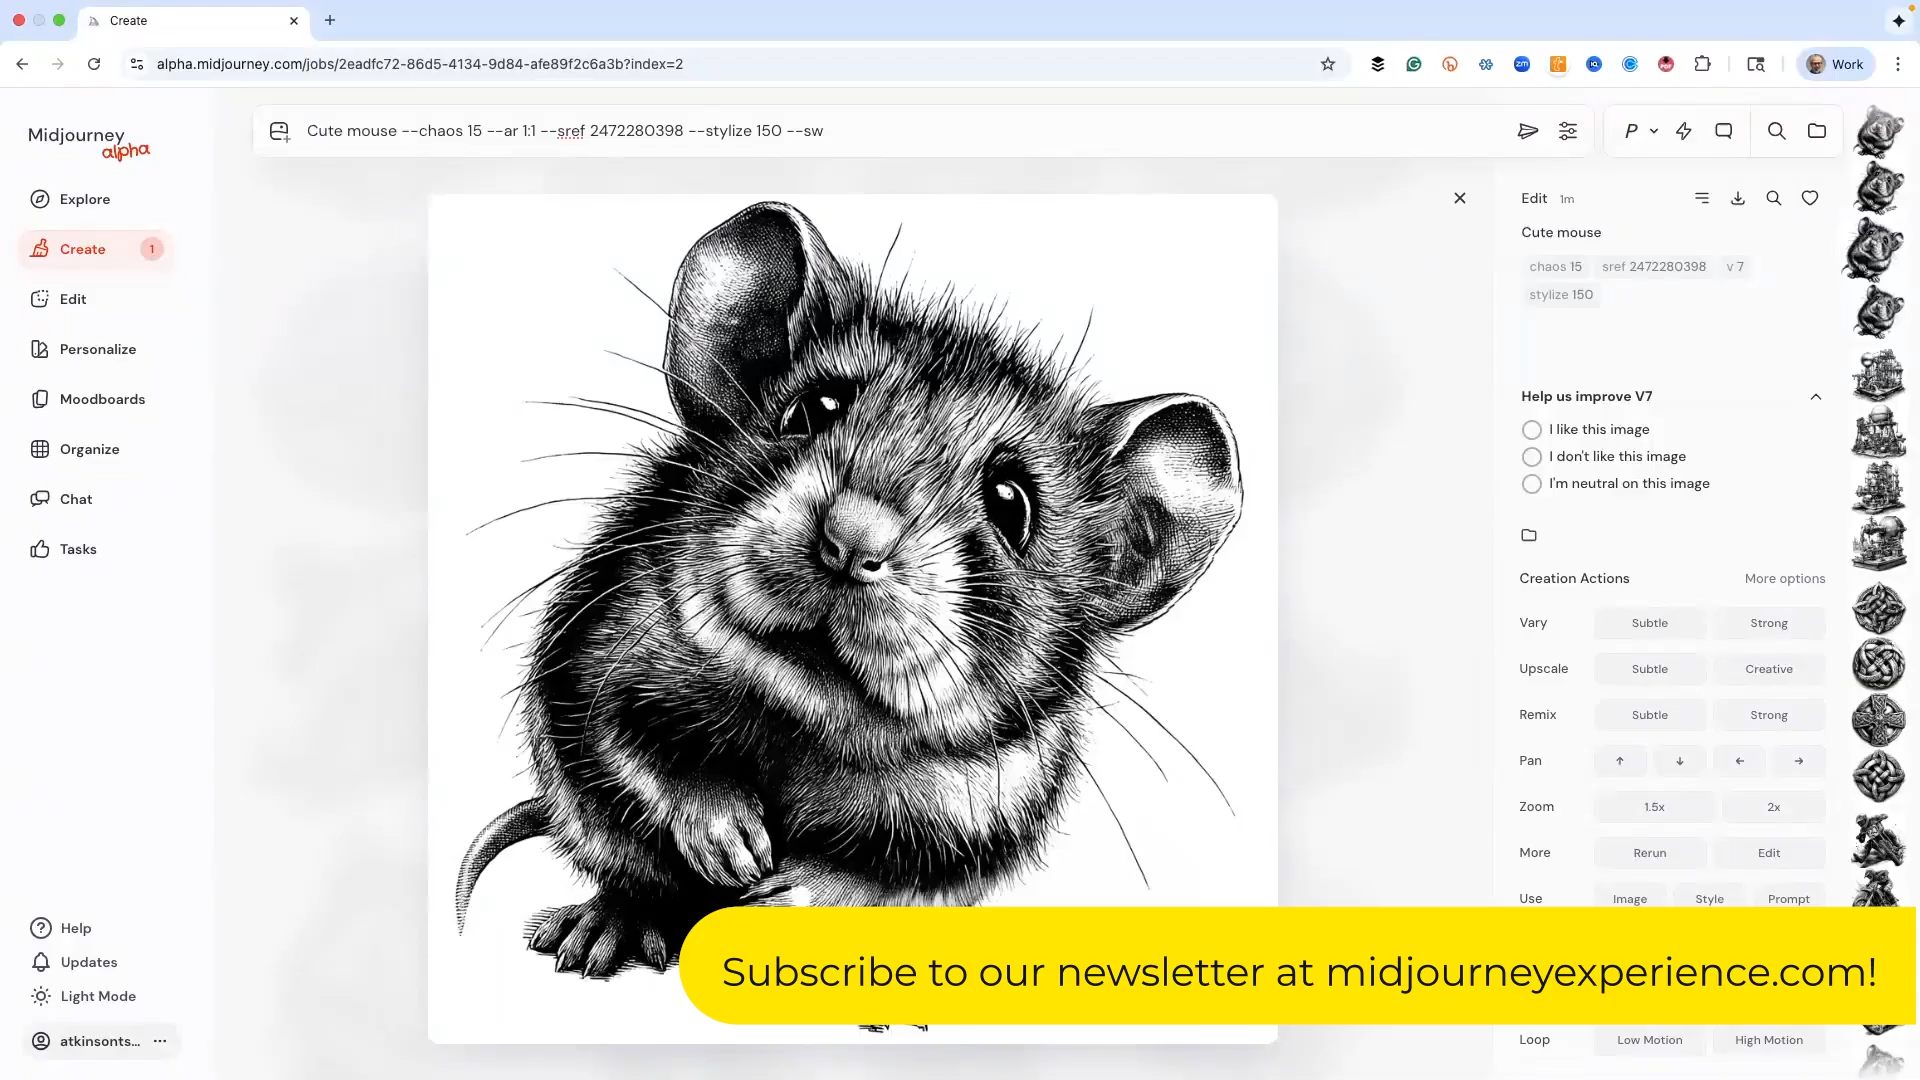 Create
alpha.midjourney.com/jobs/2eadfc72-86d5-4134-9d84-afe89f2c6a3b?index=2
Work
Midjourney
alpha
Cute mouse --chaos 15 --ar 1:1 --sref 2472280398 --stylize 150 --sw
Explore
Create
1
Edit
Personalize
Moodboards
Organize
Chat
Tasks
Help
Updates
Light Mode
atkinsonts...
Edit 1m
Cute mouse
chaos 15 sref 2472280398 v 7
stylize 150
Help us improve V7
I like this image
I don't like this image
I'm neutral on this image
Creation Actions More options
Vary Subtle Strong
Upscale Subtle Creative
Remix Subtle Strong
Pan ↑ ↓ ← →
Zoom 1.5x 2x
More Rerun Edit
Use Image Style Prompt
Subscribe to our newsletter at midjourneyexperience.com!
Loop Low Motion High Motion